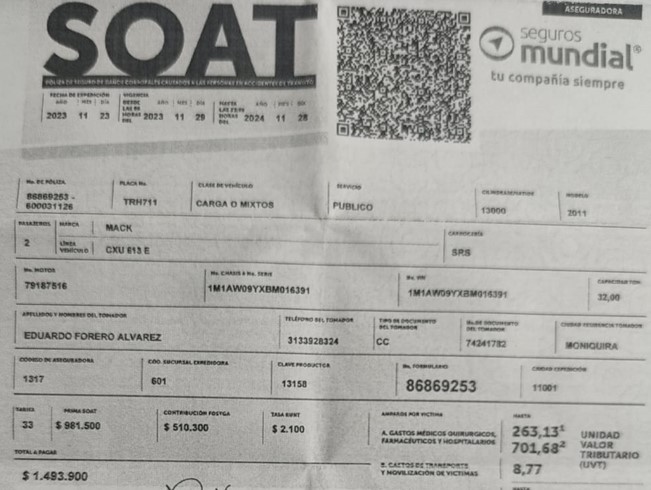 SOAT
ASEGURADORA
seguros
mundial®
tu compañía siempre
PÓLIZA DE SEGURO DE DAÑOS CORPORALES CAUSADOS A LAS PERSONAS EN ACCIDENTES DE TRÁNSITO
FECHA DE EXPEDICIÓN VIGENCIA
AÑO MES DÍA DESDE LAS 00 HORAS DEL AÑO MES DÍA HASTA LAS 23:59 HORAS DEL AÑO MES DÍA
2023 11 23 2023 11 29 2024 11 28
No. DE PÓLIZA PLACA No. CLASE DE VEHÍCULO SERVICIO CILINDRAJE/VATIOS MODELO
86869253 - 600031126 TRH711 CARGA O MIXTOS PUBLICO 13000 2011
PASAJEROS MARCA MACK CARROCERÍA
2 LÍNEA VEHÍCULO CXU 613 E SRS
No. MOTOR No. CHASIS ó No. SERIE No. VIN CAPACIDAD TON.
79187516 1M1AW09YXBM016391 1M1AW09YXBM016391 32,00
APELLIDOS Y NOMBRES DEL TOMADOR TELÉFONO DEL TOMADOR TIPO DE DOCUMENTO DEL TOMADOR No. DE DOCUMENTO DEL TOMADOR CIUDAD RESIDENCIA TOMADOR
EDUARDO FORERO ALVAREZ 3133928324 CC 74241782 MONIQUIRA
CÓDIGO DE ASEGURADORA CÓD. SUCURSAL EXPEDIDORA CLAVE PRODUCTOR No. FORMULARIO CIUDAD EXPEDICIÓN
1317 601 13158 86869253 11001
TARIFA PRIMA SOAT CONTRIBUCIÓN FOSYGA TASA RUNT AMPAROS POR VÍCTIMA HASTA
33 $ 981.500 $ 510.300 $ 2.100 A. GASTOS MÉDICOS QUIRURGICOS, FARMACÉUTICOS Y HOSPITALARIOS 263,13¹
701,68² UNIDAD VALOR TRIBUTARIO (UVT)
TOTAL A PAGAR
$ 1.493.900 B. GASTOS DE TRANSPORTE Y MOVILIZACIÓN DE VICTIMAS 8,77
HASTA